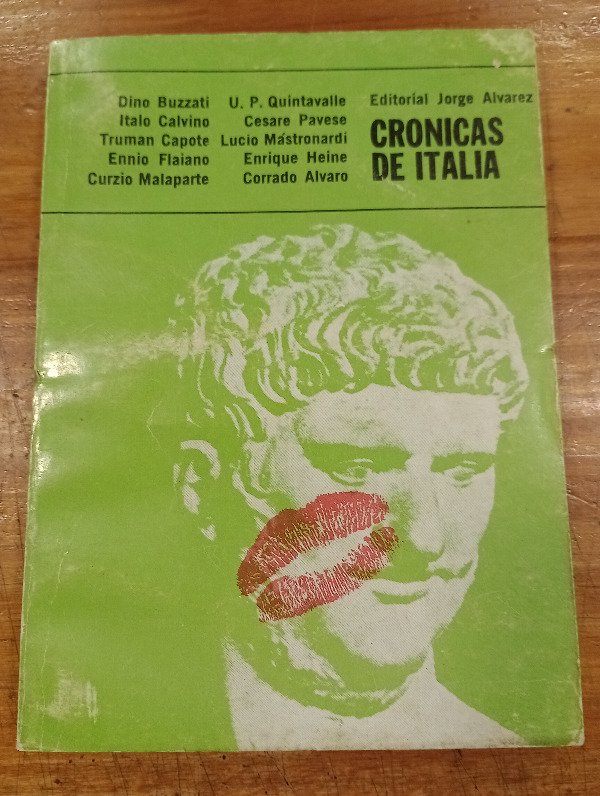 Dino Buzzati
Italo Calvino
Truman Capote
Ennio Flaiano
Curzio Malaparte
U. P. Quintavalle
Cesare Pavese
Lucio Mástronardi
Enrique Heine
Corrado Alvaro
Editorial Jorge Alvarez
CRONICAS
DE ITALIA